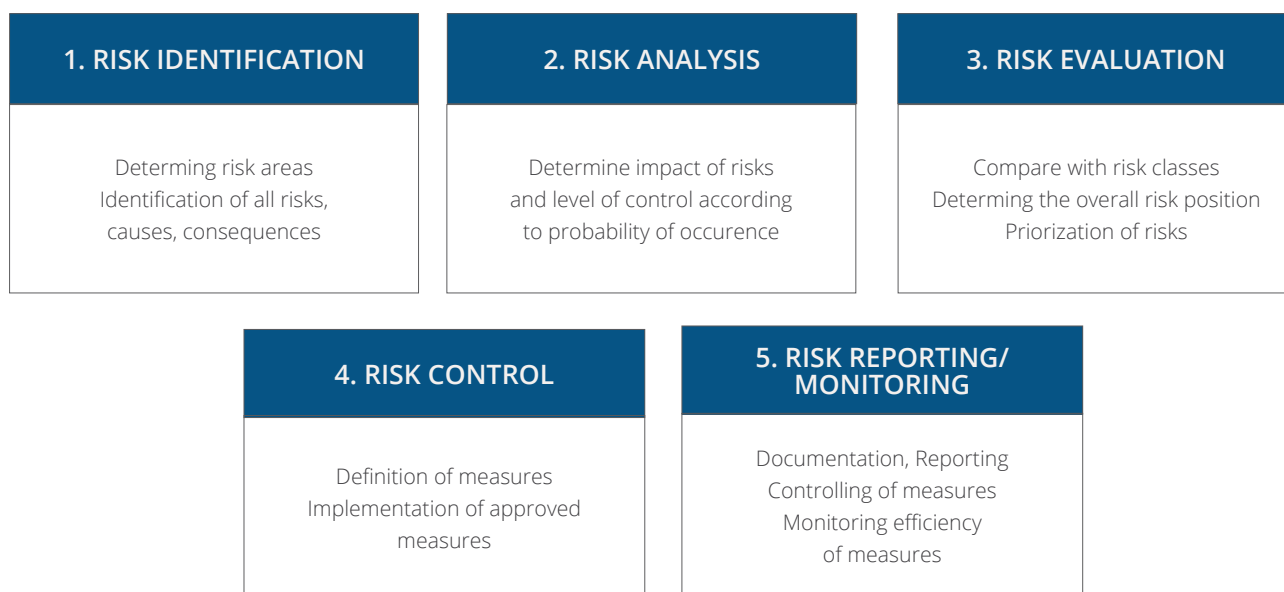 1. RISK IDENTIFICATION
Determing risk areas
Identification of all risks,
causes, consequences
2. RISK ANALYSIS
Determine impact of risks
and level of control according
to probability of occurence
3. RISK EVALUATION
Compare with risk classes
Determining the overall risk position
Priorization of risks
4. RISK CONTROL
Definition of measures
Implementation of approved
measures
5. RISK REPORTING/
MONITORING
Documentation, Reporting
Controlling of measures
Monitoring efficiency
of measures